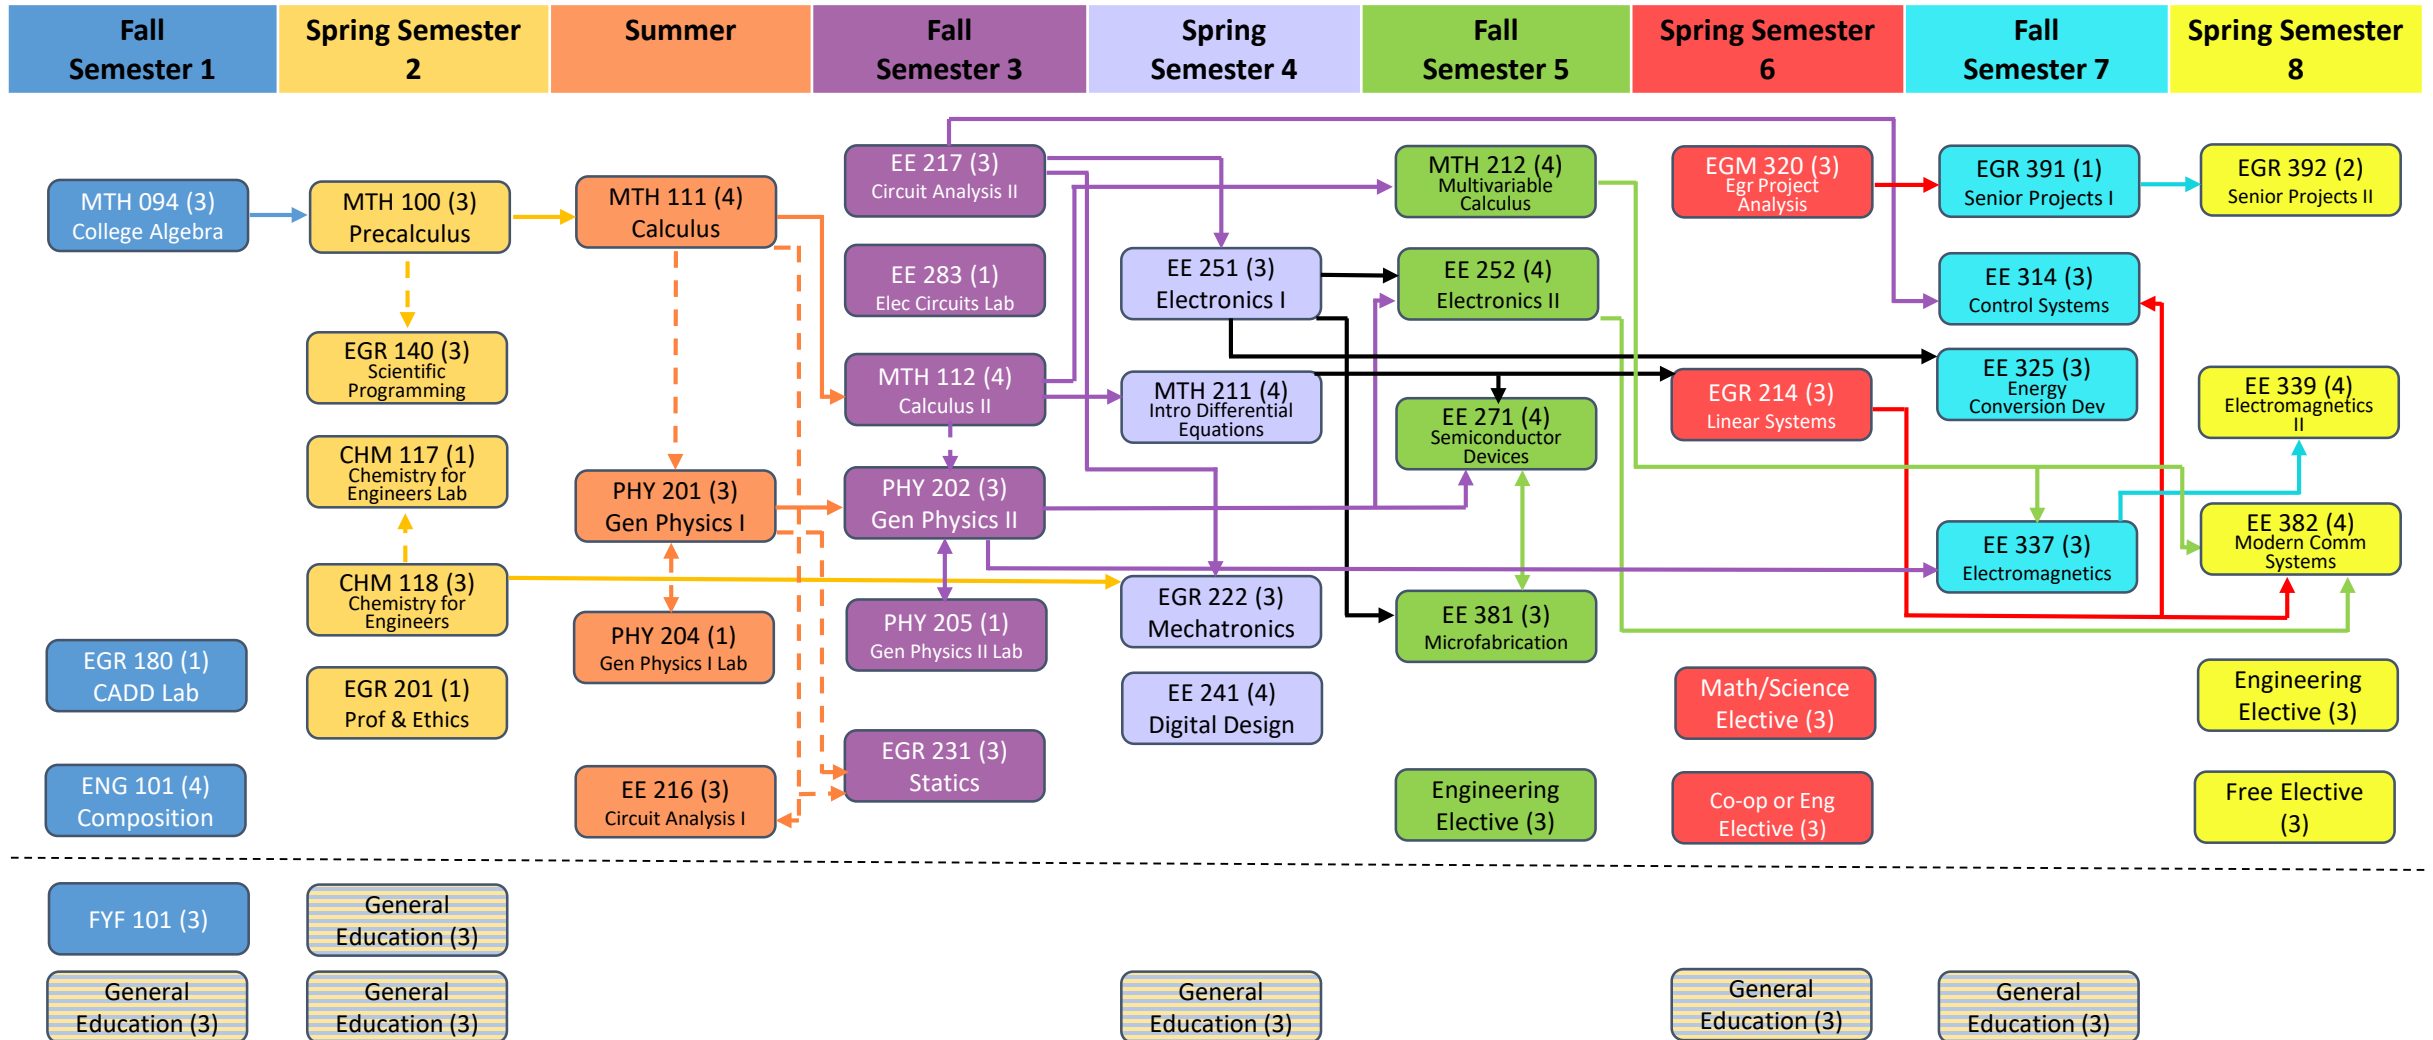 Fall
Semester 1
Spring Semester
2
Summer
Fall
Semester 3
Spring
Semester 4
Fall
Semester 5
Spring Semester
6
Fall
Semester 7
Spring Semester
8
MTH 094 (3)
College Algebra
EGR 180 (1)
CADD Lab
ENG 101 (4)
Composition
MTH 100 (3)
Precalculus
EGR 140 (3)
Scientific
Programming
CHM 117 (1)
Chemistry for
Engineers Lab
CHM 118 (3)
Chemistry for
Engineers
EGR 201 (1)
Prof & Ethics
MTH 111 (4)
Calculus
PHY 201 (3)
Gen Physics I
PHY 204 (1)
Gen Physics I Lab
EE 216 (3)
Circuit Analysis I
EE 217 (3)
Circuit Analysis II
EE 283 (1)
Elec Circuits Lab
MTH 112 (4)
Calculus II
PHY 202 (3)
Gen Physics II
PHY 205 (1)
Gen Physics II Lab
EGR 231 (3)
Statics
EE 251 (3)
Electronics I
MTH 211 (4)
Intro Differential
Equations
EGR 222 (3)
Mechatronics
EE 241 (4)
Digital Design
MTH 212 (4)
Multivariable
Calculus
EE 252 (4)
Electronics II
EE 271 (4)
Semiconductor
Devices
EE 381 (3)
Microfabrication
Engineering
Elective (3)
EGM 320 (3)
Egr Project
Analysis
EGR 214 (3)
Linear Systems
Math/Science
Elective (3)
Co-op or Eng
Elective (3)
EGR 391 (1)
Senior Projects I
EE 314 (3)
Control Systems
EE 325 (3)
Energy
Conversion Dev
EE 337 (3)
Electromagnetics
EGR 392 (2)
Senior Projects II
EE 339 (4)
Electromagnetics
II
EE 382 (4)
Modern Comm
Systems
Engineering
Elective (3)
Free Elective
(3)
FYF 101 (3)
General
Education (3)
General
Education (3)
General
Education (3)
General
Education (3)
General
Education (3)
General
Education (3)